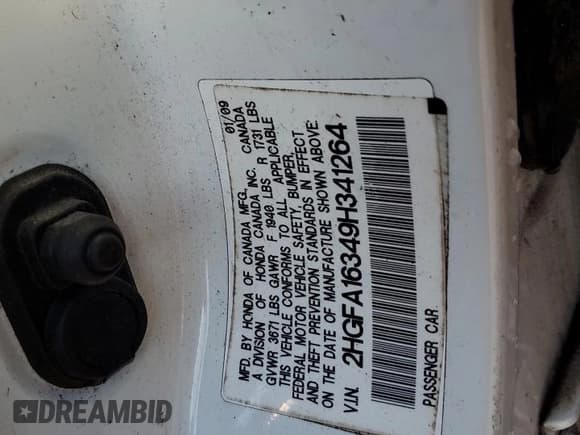 MFD. BY HONDA OF CANADA MFG. 01/09
A DIVISION OF HONDA CANADA INC. CANADA
GVWR 3671 LBS GAWR F 1940 LBS R 1731 LBS
THIS VEHICLE CONFORMS TO ALL APPLICABLE
FEDERAL MOTOR VEHICLE SAFETY, BUMPER,
AND THEFT PREVENTION STANDARDS IN EFFECT
ON THE DATE OF MANUFACTURE SHOWN ABOVE.
V.I.N. 2HGFA16349H341264
PASSENGER CAR
DREAMBID